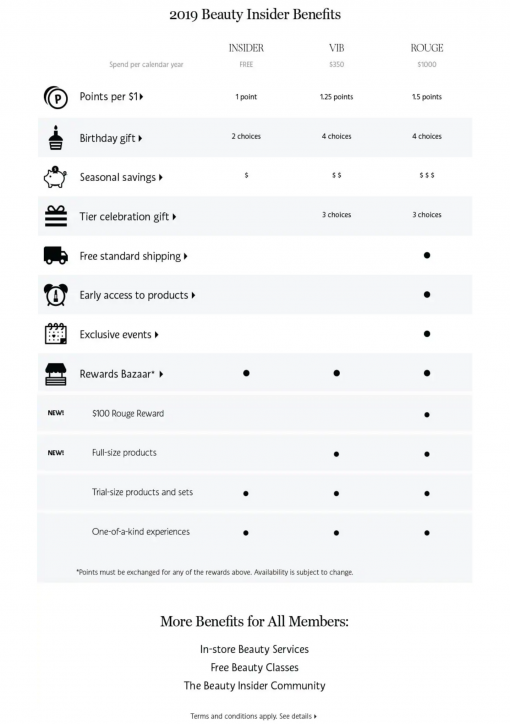 2019 Beauty Insider Benefits
INSIDER VIB ROUGE
Spend per calendar year FREE $350 $1000
P Points per $1 1 point 1.25 points 1.5 points
Birthday gift 2 choices 4 choices 4 choices
Seasonal savings $ $$ $$$
Tier celebration gift 3 choices 3 choices
Free standard shipping
Early access to products
Exclusive events
Rewards Bazaar*
NEW! $100 Rouge Reward
NEW! Full-size products
Trial-size products and sets
One-of-a-kind experiences
*Points must be exchanged for any of the rewards above. Availability is subject to change.
More Benefits for All Members:
In-store Beauty Services
Free Beauty Classes
The Beauty Insider Community
Terms and conditions apply. See details